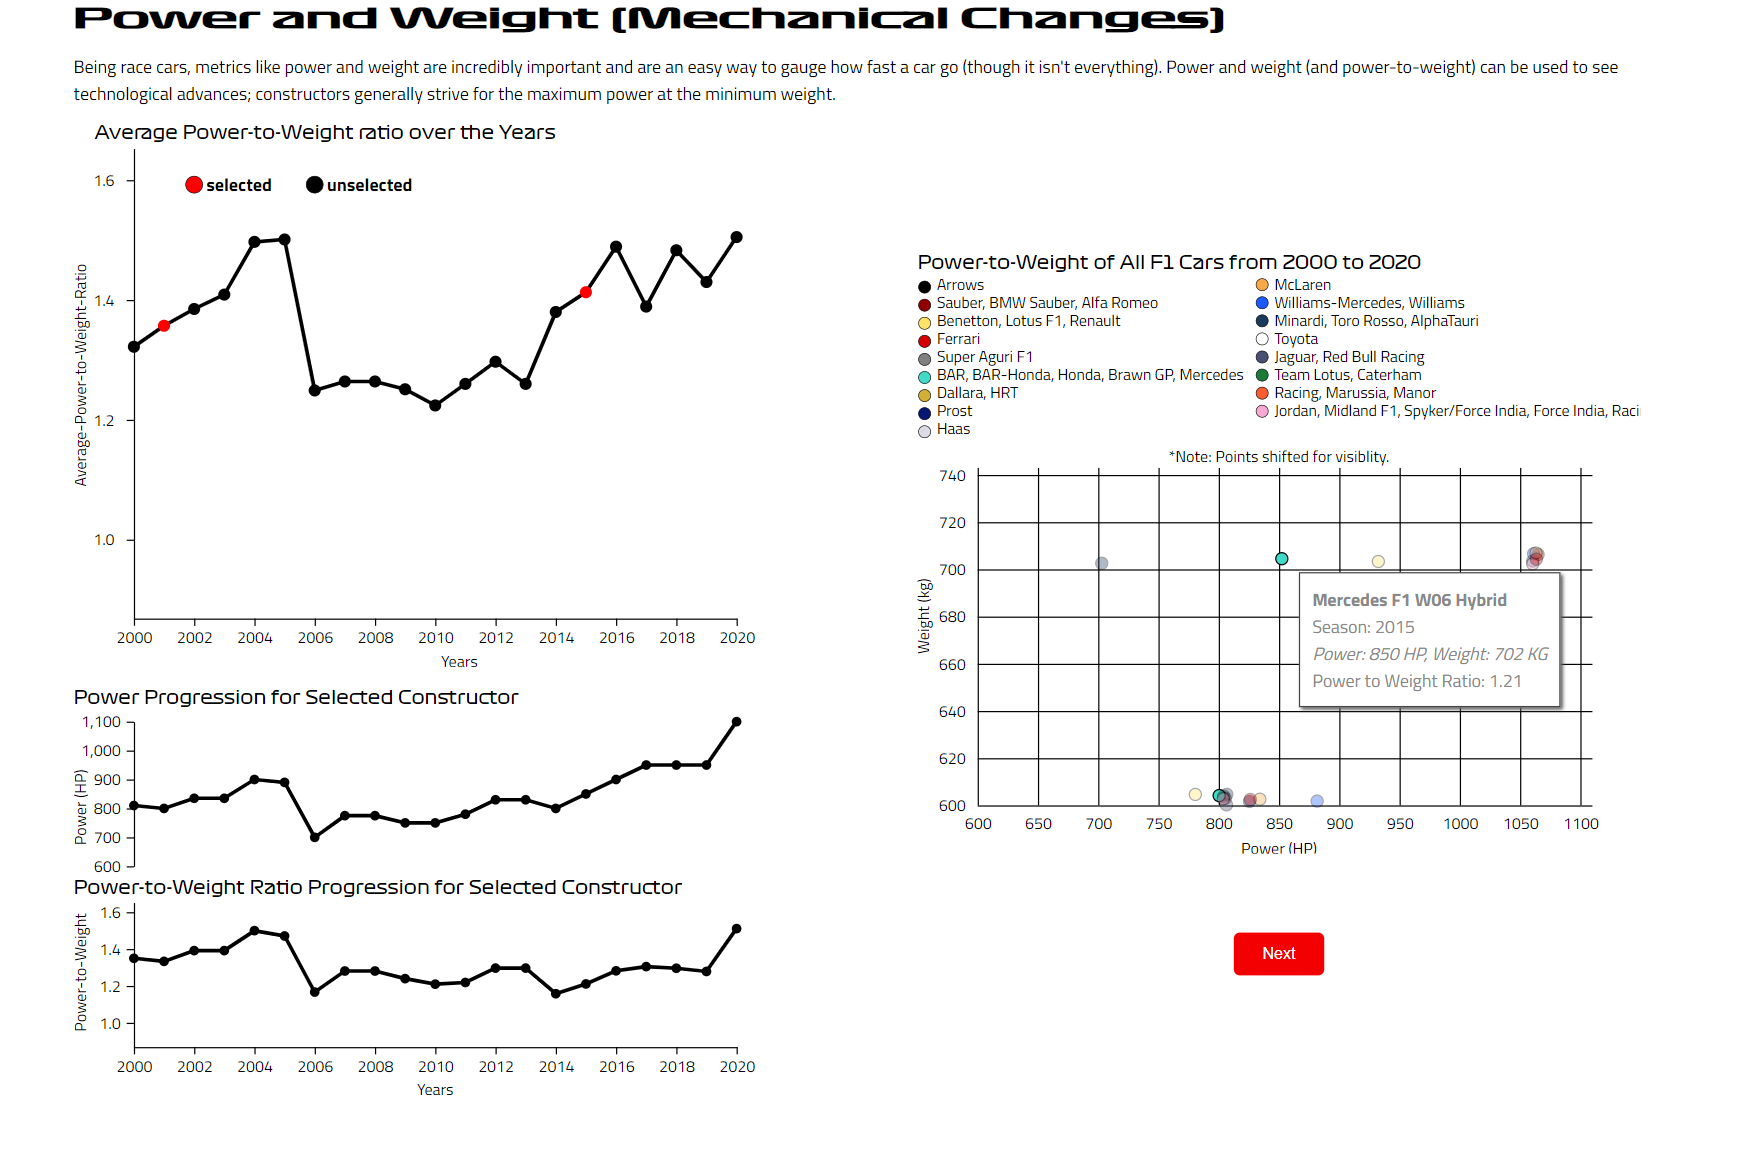 Power and Weight (Mechanical Changes)
Being race cars, metrics like power and weight are incredibly important and are an easy way to gauge how fast a car go (though it isn't everything). Power and weight (and power-to-weight) can be used to see
technological advances; constructors generally strive for the maximum power at the minimum weight.
Average Power-to-Weight ratio over the Years
selected
unselected
1.6
1.4
1.2
1.0
Average-Power-to-Weight-Ratio
2000 2002 2004 2006 2008 2010 2012 2014 2016 2018 2020
Years
Power Progression for Selected Constructor
1,100
1,000
900
800
700
600
Power (HP)
Power-to-Weight Ratio Progression for Selected Constructor
1.6
1.4
1.2
1.0
Power-to-Weight
2000 2002 2004 2006 2008 2010 2012 2014 2016 2018 2020
Years
Power-to-Weight of All F1 Cars from 2000 to 2020
Arrows
Sauber, BMW Sauber, Alfa Romeo
Benetton, Lotus F1, Renault
Ferrari
Super Aguri F1
BAR, BAR-Honda, Honda, Brawn GP, Mercedes
Dallara, HRT
Prost
Haas
McLaren
Williams-Mercedes, Williams
Minardi, Toro Rosso, AlphaTauri
Toyota
Jaguar, Red Bull Racing
Team Lotus, Caterham
Racing, Marussia, Manor
Jordan, Midland F1, Spyker/Force India, Force India, Raci
*Note: Points shifted for visiblity.
740
720
700
680
660
640
620
600
Weight (kg)
Mercedes F1 W06 Hybrid
Season: 2015
Power: 850 HP, Weight: 702 KG
Power to Weight Ratio: 1.21
600 650 700 750 800 850 900 950 1000 1050 1100
Power (HP)
Next